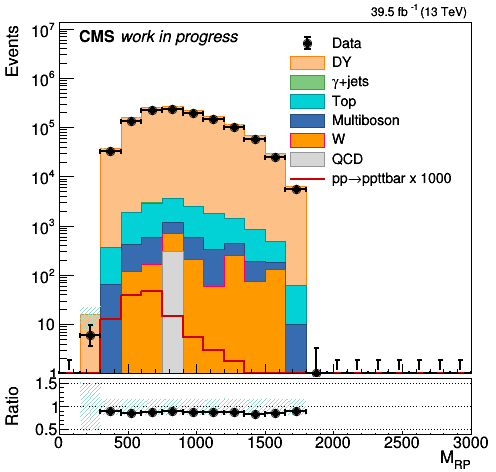 39.5 fb⁻¹ (13 TeV)
CMS work in progress
Events
10⁷
10⁶
10⁵
10⁴
10³
10²
10
1
Data
DY
γ+jets
Top
Multiboson
W
QCD
pp→ppttbar x 1000
Ratio
1.5
1
0.5
0 500 1000 1500 2000 2500 3000
M_RP